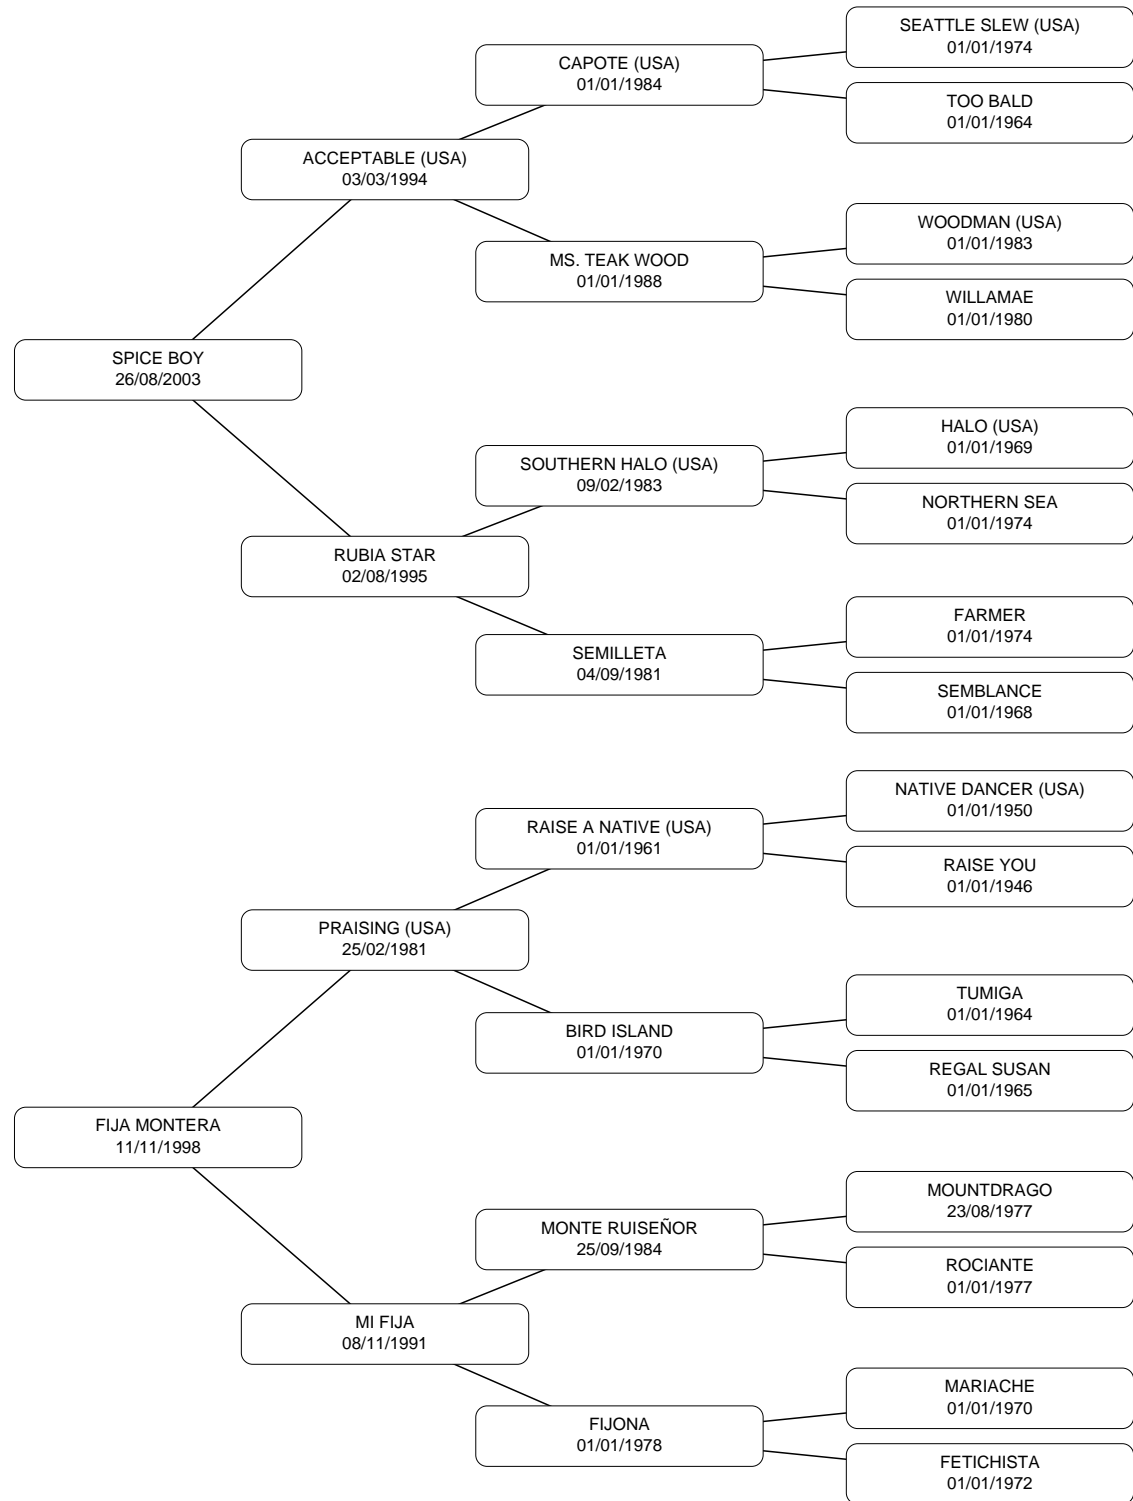 SEATTLE SLEW (USA)
01/01/1974
CAPOTE (USA)
01/01/1984
TOO BALD
01/01/1964
ACCEPTABLE (USA)
03/03/1994
WOODMAN (USA)
01/01/1983
MS. TEAK WOOD
01/01/1988
WILLAMAE
01/01/1980
SPICE BOY
26/08/2003
HALO (USA)
01/01/1969
SOUTHERN HALO (USA)
09/02/1983
NORTHERN SEA
01/01/1974
RUBIA STAR
02/08/1995
FARMER
01/01/1974
SEMILLETA
04/09/1981
SEMBLANCE
01/01/1968
NATIVE DANCER (USA)
01/01/1950
RAISE A NATIVE (USA)
01/01/1961
RAISE YOU
01/01/1946
PRAISING (USA)
25/02/1981
TUMIGA
01/01/1964
BIRD ISLAND
01/01/1970
REGAL SUSAN
01/01/1965
FIJA MONTERA
11/11/1998
MOUNTDRAGO
23/08/1977
MONTE RUISEÑOR
25/09/1984
ROCIANTE
01/01/1977
MI FIJA
08/11/1991
MARIACHE
01/01/1970
FIJONA
01/01/1978
FETICHISTA
01/01/1972